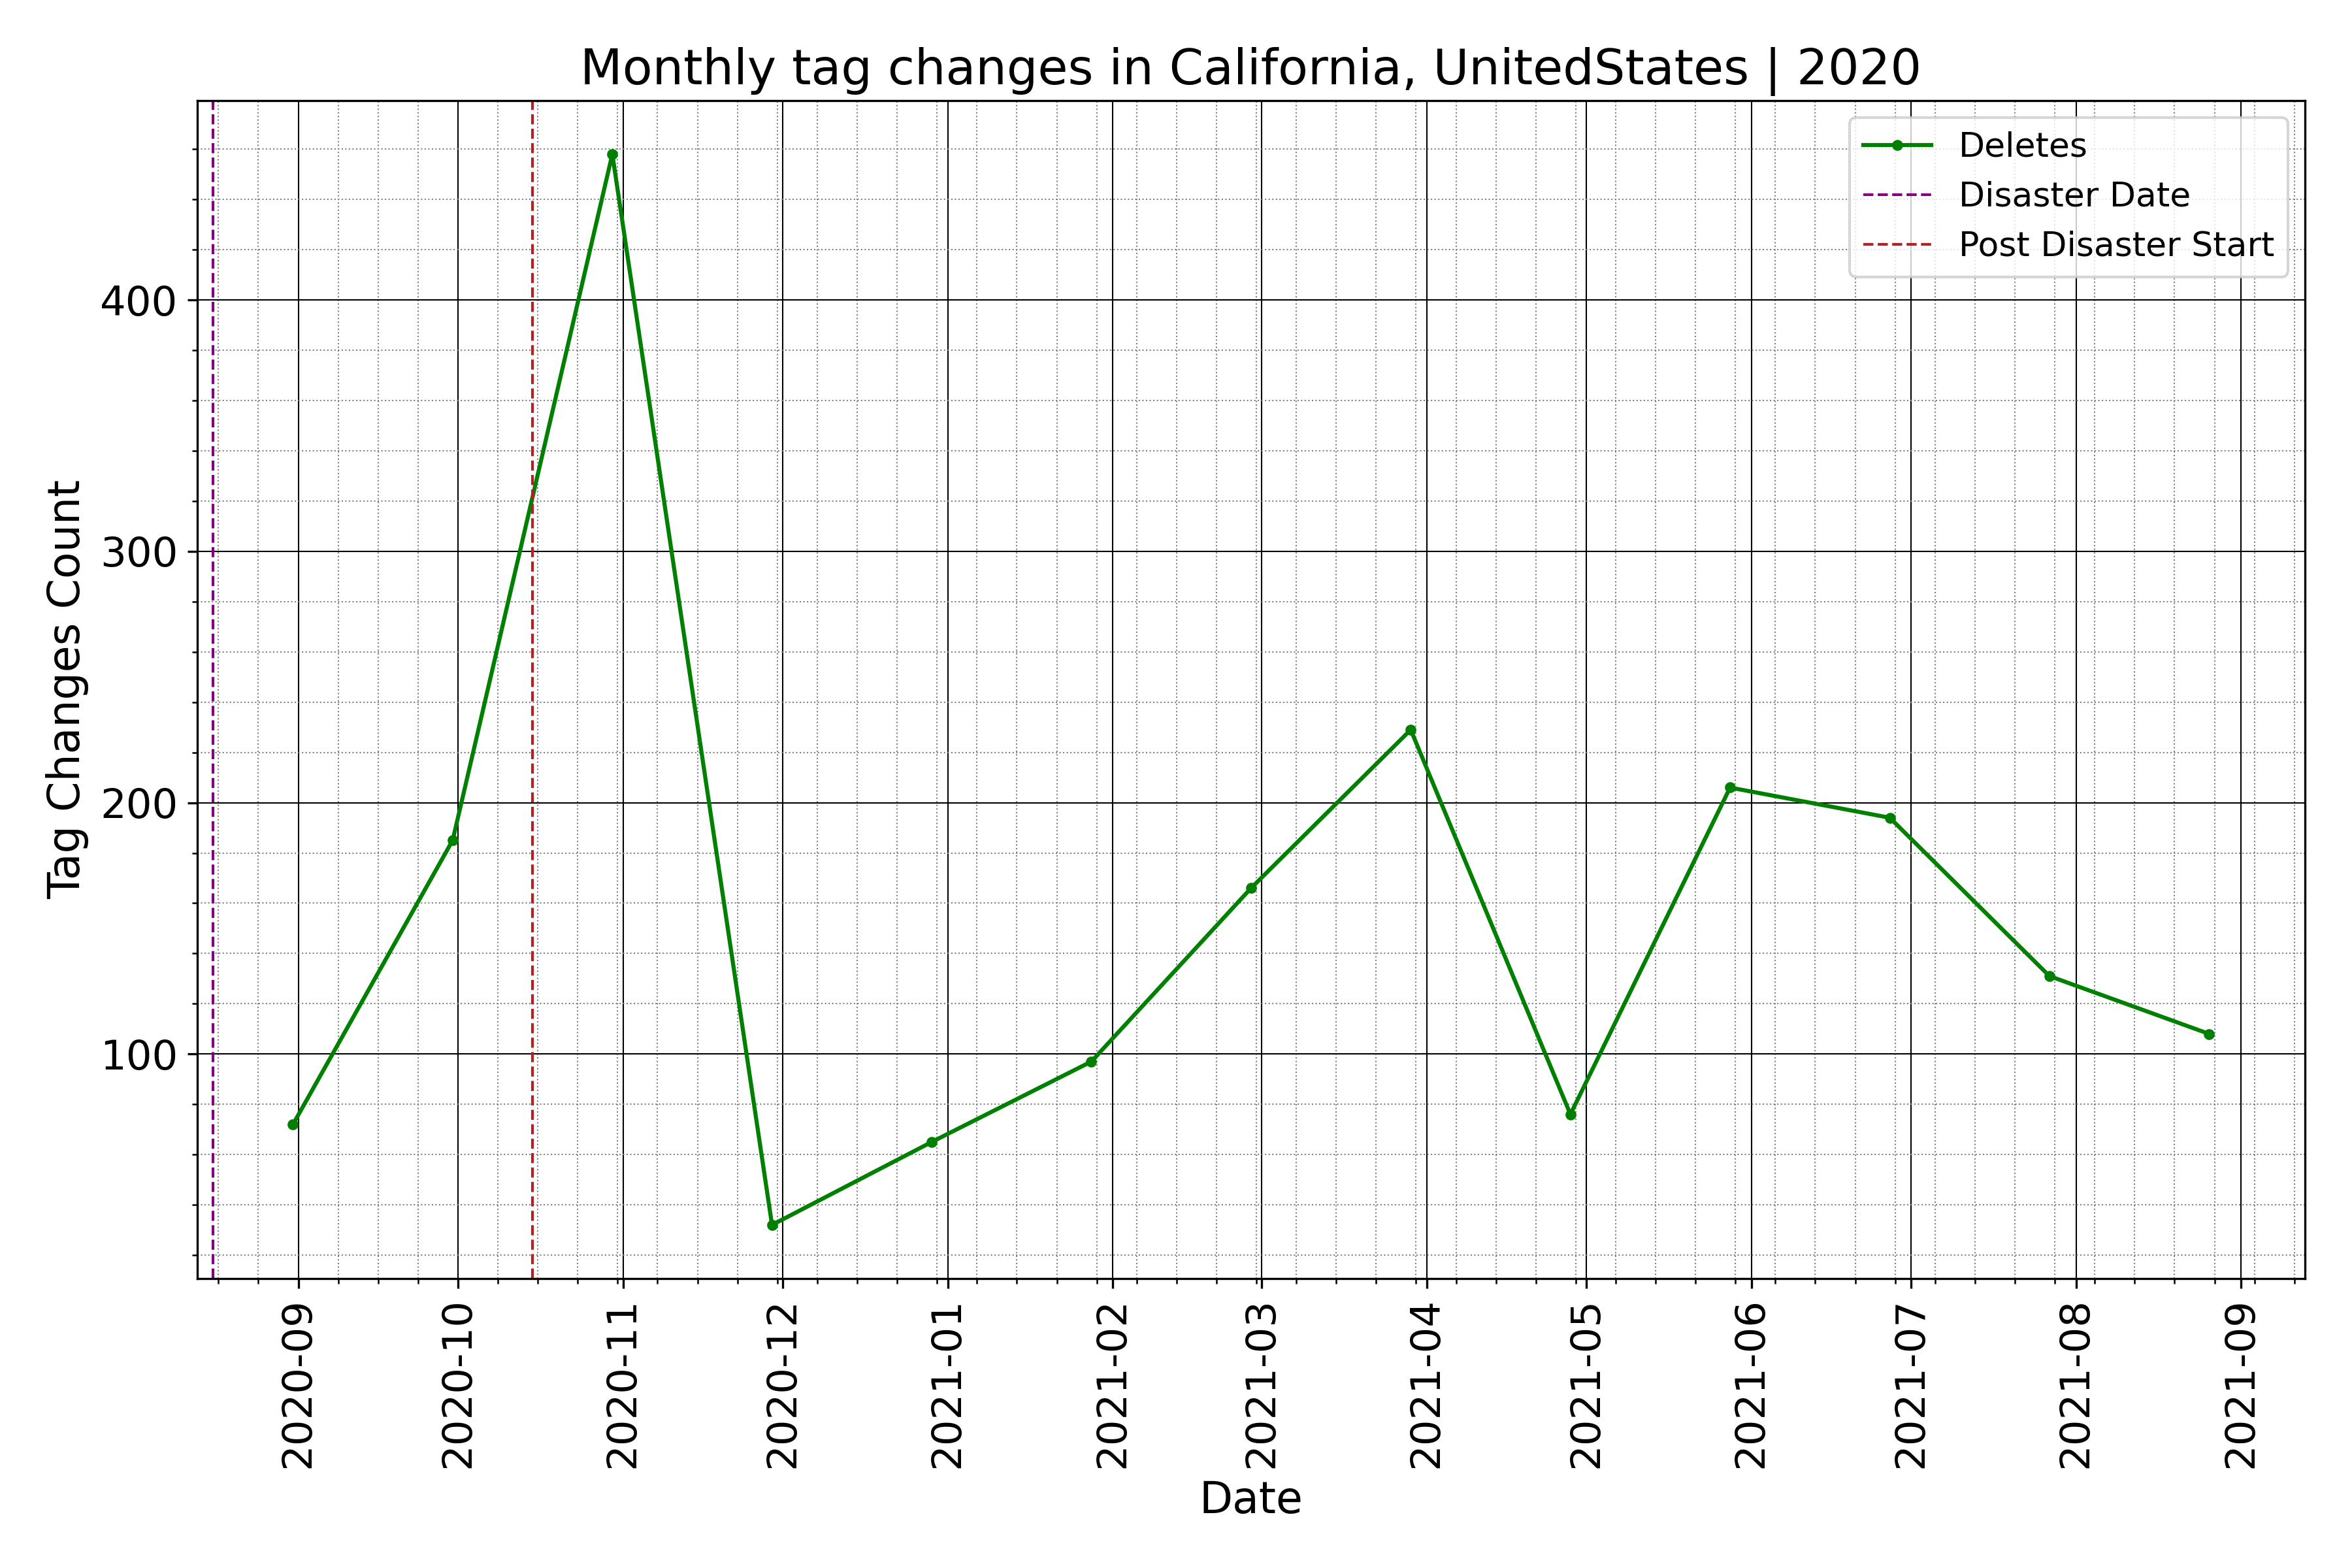 Monthly tag changes in California, UnitedStates | 2020
Deletes
Disaster Date
Post Disaster Start
Tag Changes Count
400
300
200
100
2020-09
2020-10
2020-11
2020-12
2021-01
2021-02
2021-03
2021-04
2021-05
2021-06
2021-07
2021-08
2021-09
Date